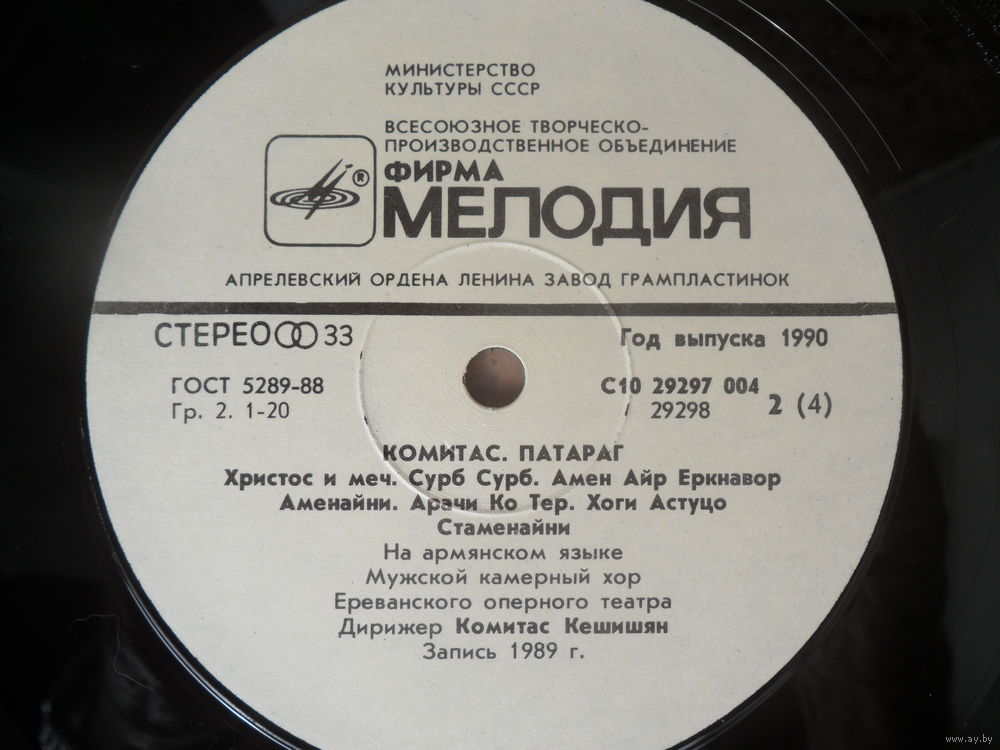 МИНИСТЕРСТВО
КУЛЬТУРЫ СССР
ВСЕСОЮЗНОЕ ТВОРЧЕСКО-
ПРОИЗВОДСТВЕННОЕ ОБЪЕДИНЕНИЕ
®
ФИРМА
МЕЛОДИЯ
АПРЕЛЕВСКИЙ ОРДЕНА ЛЕНИНА ЗАВОД ГРАМПЛАСТИНОК
СТЕРЕО 33
Год выпуска 1990
ГОСТ 5289-88
Гр. 2. 1-20
С10 29297 004
29298
2 (4)
КОМИТАС. ПАТАРАГ
Христос и меч. Сурб Сурб. Амен Айр Еркнавор
Аменайни. Арачи Ко Тер. Хоги Астуцо
Стаменайни
На армянском языке
Мужской камерный хор
Ереванского оперного театра
Дирижер Комитас Кешишян
Запись 1989 г.
www.ay.by